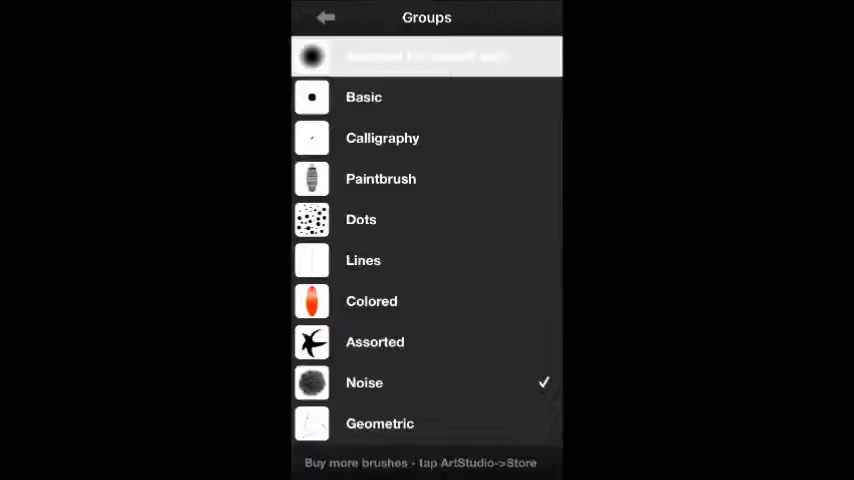 Groups
Basic
Calligraphy
Paintbrush
Dots
Lines
Colored
Assorted
Noise
Geometric
Buy more brushes - tap ArtStudio->Store